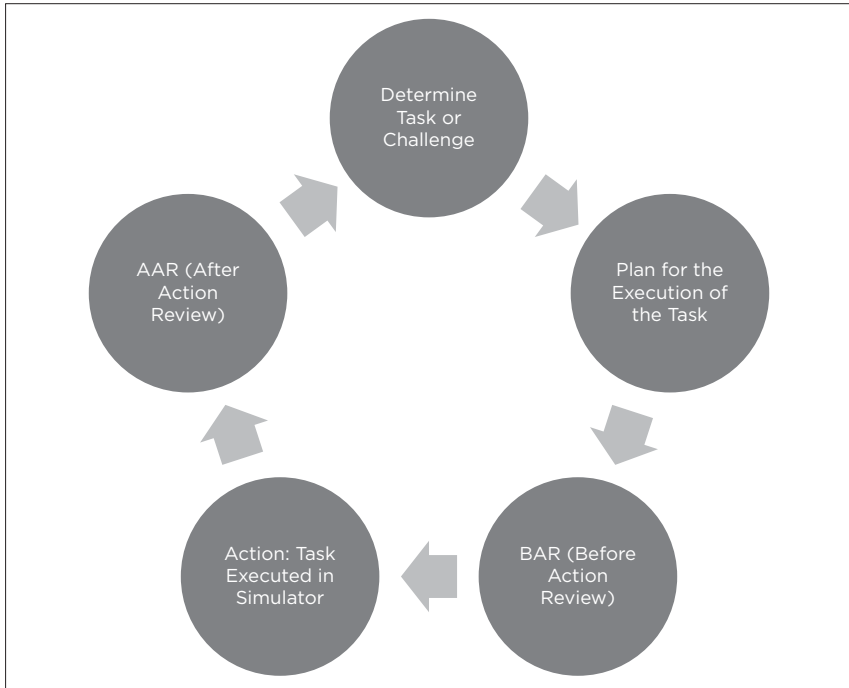 Determine
Task or
Challenge
Plan for the
Execution of
the Task
BAR (Before
Action
Review)
Action: Task
Executed in
Simulator
AAR (After
Action
Review)